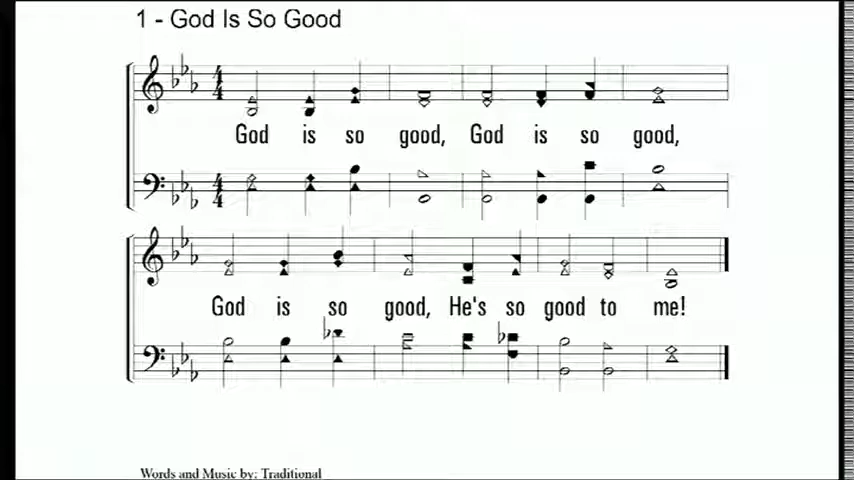 1 - God Is So Good
God is so good, God is so good,
God is so good, He's so good to me!
Words and Music by: Traditional